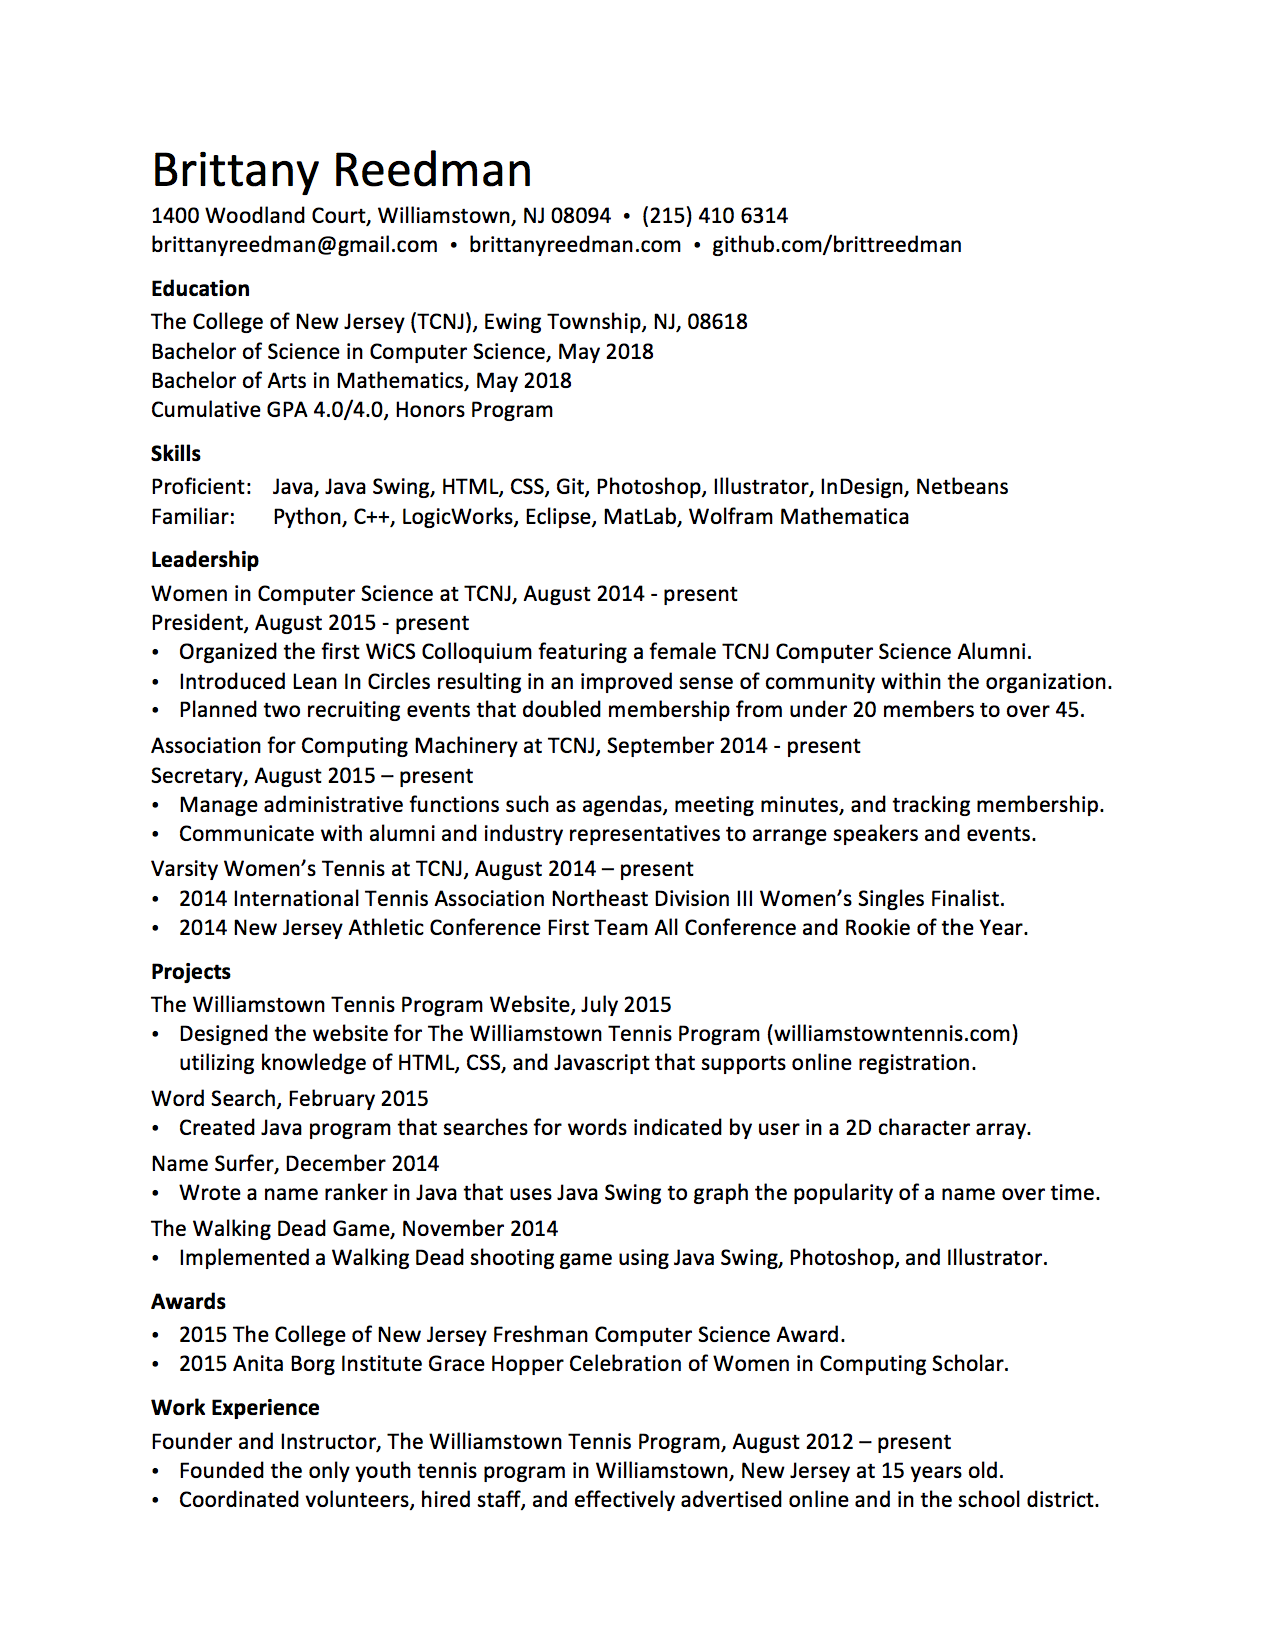 Brittany Reedman
1400 Woodland Court, Williamstown, NJ 08094 • (215) 410 6314
brittanyreedman@gmail.com • brittanyreedman.com • github.com/brittreedman
Education
The College of New Jersey (TCNJ), Ewing Township, NJ, 08618
Bachelor of Science in Computer Science, May 2018
Bachelor of Arts in Mathematics, May 2018
Cumulative GPA 4.0/4.0, Honors Program
Skills
Proficient: Java, Java Swing, HTML, CSS, Git, Photoshop, Illustrator, InDesign, Netbeans
Familiar: Python, C++, LogicWorks, Eclipse, MatLab, Wolfram Mathematica
Leadership
Women in Computer Science at TCNJ, August 2014 - present
President, August 2015 - present
• Organized the first WiCS Colloquium featuring a female TCNJ Computer Science Alumni.
• Introduced Lean In Circles resulting in an improved sense of community within the organization.
• Planned two recruiting events that doubled membership from under 20 members to over 45.
Association for Computing Machinery at TCNJ, September 2014 - present
Secretary, August 2015 – present
• Manage administrative functions such as agendas, meeting minutes, and tracking membership.
• Communicate with alumni and industry representatives to arrange speakers and events.
Varsity Women’s Tennis at TCNJ, August 2014 – present
• 2014 International Tennis Association Northeast Division III Women’s Singles Finalist.
• 2014 New Jersey Athletic Conference First Team All Conference and Rookie of the Year.
Projects
The Williamstown Tennis Program Website, July 2015
• Designed the website for The Williamstown Tennis Program (williamstowntennis.com)
utilizing knowledge of HTML, CSS, and Javascript that supports online registration.
Word Search, February 2015
• Created Java program that searches for words indicated by user in a 2D character array.
Name Surfer, December 2014
• Wrote a name ranker in Java that uses Java Swing to graph the popularity of a name over time.
The Walking Dead Game, November 2014
• Implemented a Walking Dead shooting game using Java Swing, Photoshop, and Illustrator.
Awards
• 2015 The College of New Jersey Freshman Computer Science Award.
• 2015 Anita Borg Institute Grace Hopper Celebration of Women in Computing Scholar.
Work Experience
Founder and Instructor, The Williamstown Tennis Program, August 2012 – present
• Founded the only youth tennis program in Williamstown, New Jersey at 15 years old.
• Coordinated volunteers, hired staff, and effectively advertised online and in the school district.